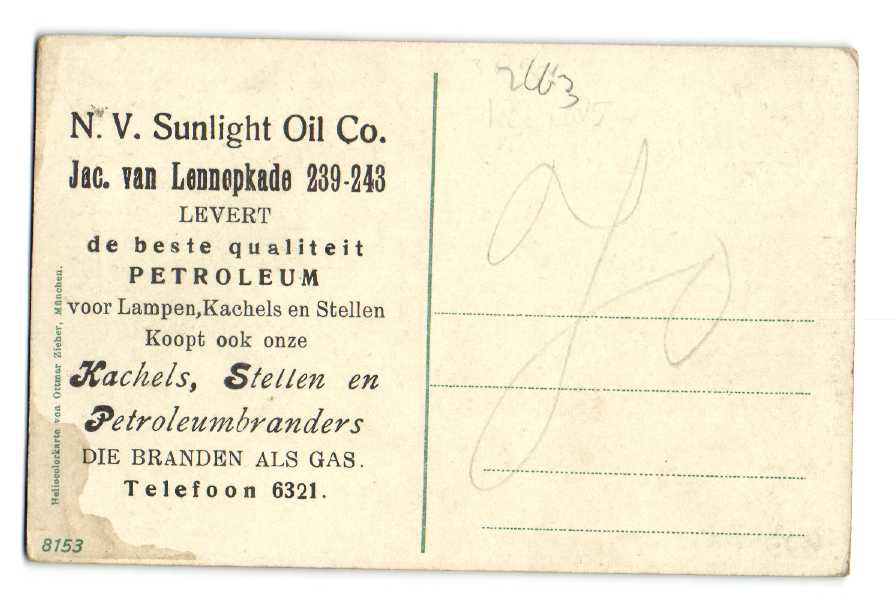 N. V. Sunlight Oil Co.
Jac. van Lennepkade 239-243
LEVERT
de beste qualiteit
PETROLEUM
voor Lampen,Kachels en Stellen
Koopt ook onze
Kachels, Stellen en
Petroleumbranders
DIE BRANDEN ALS GAS.
Telefoon 6321.
Heliocolorkarte von Ottmar Zieher, München.
8153